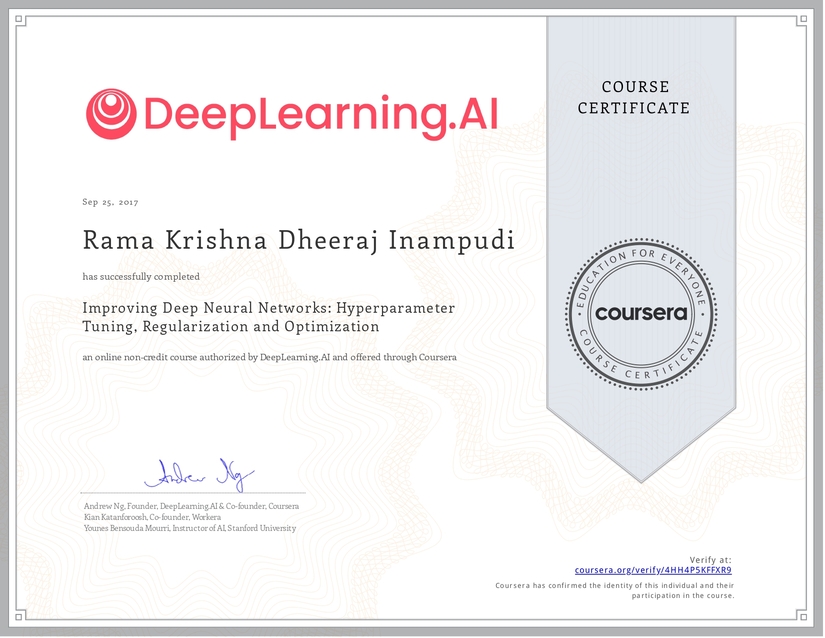 DeepLearning.AI
COURSE
CERTIFICATE
Sep 25, 2017
Rama Krishna Dheeraj Inampudi
has successfully completed
Improving Deep Neural Networks: Hyperparameter
Tuning, Regularization and Optimization
an online non-credit course authorized by DeepLearning.AI and offered through Coursera
EDUCATION FOR EVERYONE
coursera
COURSE CERTIFICATE
Andrew Ng
Andrew Ng, Founder, DeepLearning.AI & Co-founder, Coursera
Kian Katanforoosh, Co-founder, Workera
Younes Bensouda Mourri, Instructor of AI, Stanford University
Verify at:
coursera.org/verify/4HH4P5KFFXR9
Coursera has confirmed the identity of this individual and their
participation in the course.